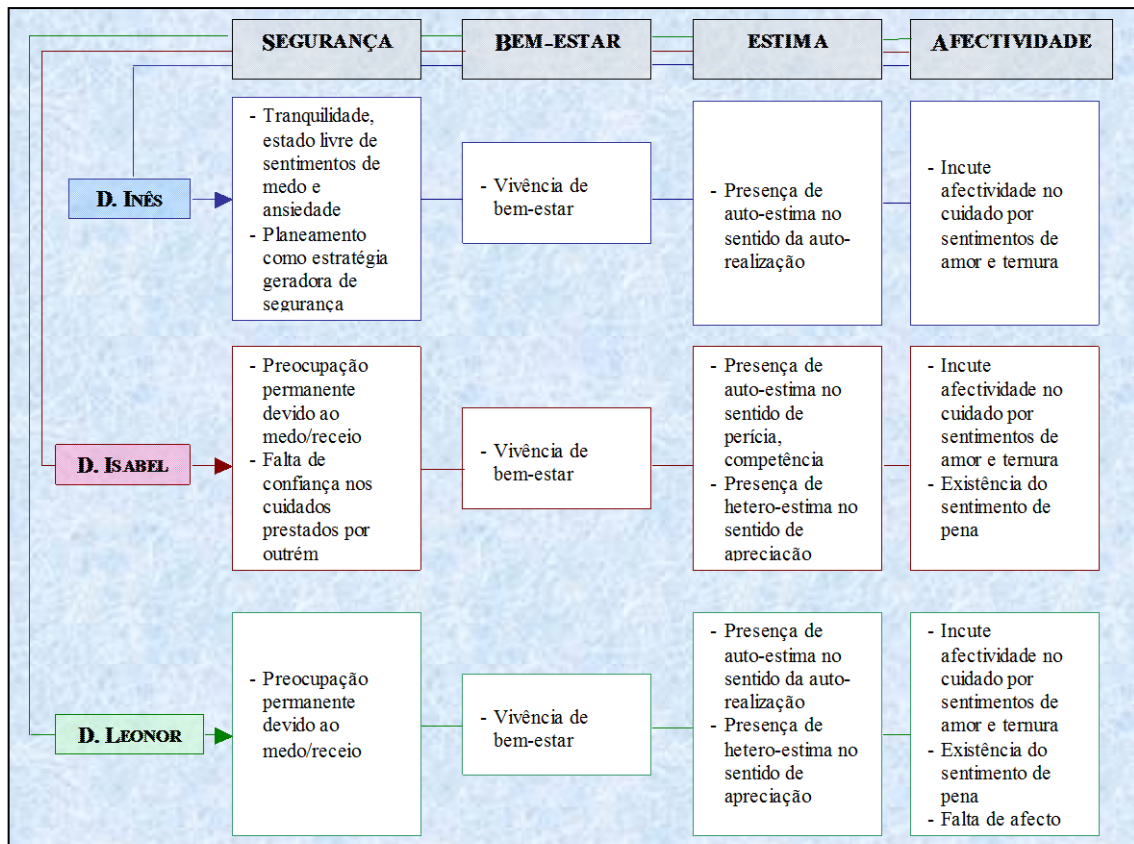 SEGURANÇA
BEM-ESTAR
ESTIMA
AFECTIVIDADE
D. INÊS
- Tranquilidade,
estado livre de
sentimentos de
medo e
ansiedade
- Planeamento
como estratégia
geradora de
segurança
- Vivência de
bem-estar
- Presença de
auto-estima no
sentido da auto-
realização
- Incute
afectividade no
cuidado por
sentimentos de
amor e ternura
D. ISABEL
- Preocupação
permanente
devido ao
medo/receio
- Falta de
confiança nos
cuidados
prestados por
outrém
- Vivência de
bem-estar
- Presença de
auto-estima no
sentido de
perícia,
competência
- Presença de
hetero-estima no
sentido de
apreciação
- Incute
afectividade no
cuidado por
sentimentos de
amor e ternura
- Existência do
sentimento de
pena
D. LEONOR
- Preocupação
permanente
devido ao
medo/receio
- Vivência de
bem-estar
- Presença de
auto-estima no
sentido da auto-
realização
- Presença de
hetero-estima no
sentido de
apreciação
- Incute
afectividade no
cuidado por
sentimentos de
amor e ternura
- Existência do
sentimento de
pena
- Falta de afecto